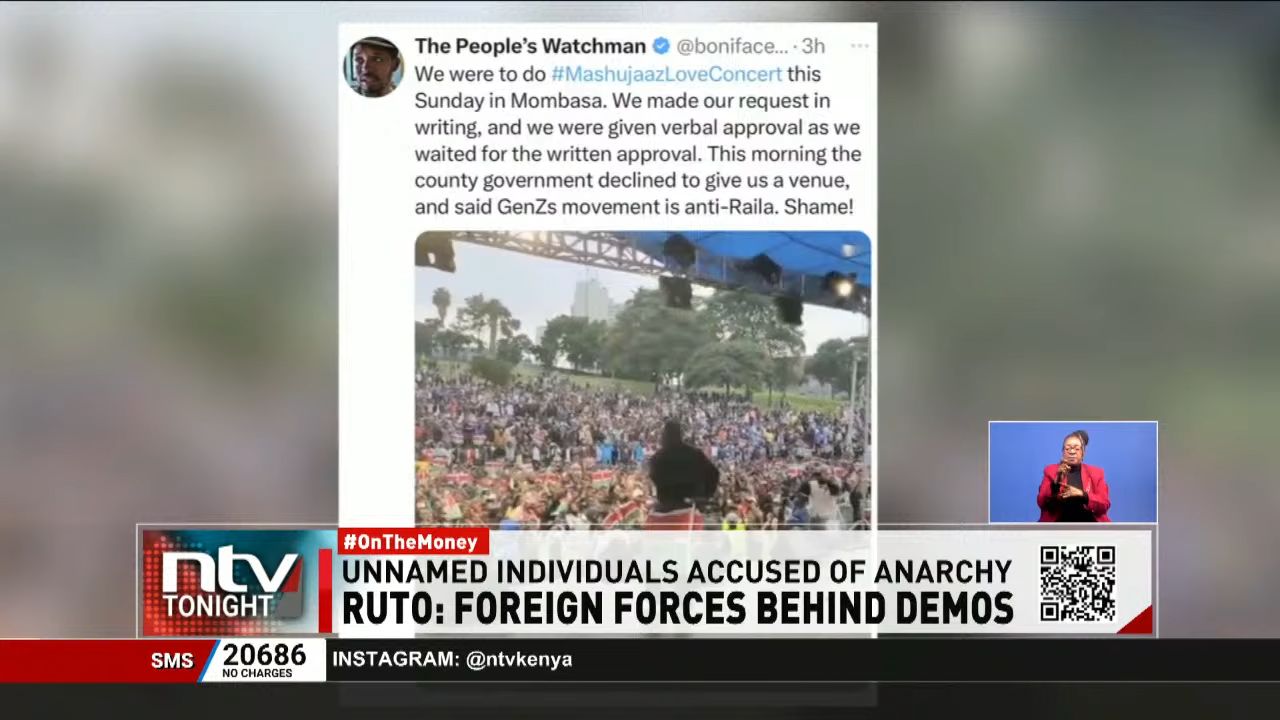 The People's Watchman @boniface... · 3h
We were to do #MashujaazLoveConcert this
Sunday in Mombasa. We made our request in
writing, and we were given verbal approval as we
waited for the written approval. This morning the
county government declined to give us a venue,
and said GenZs movement is anti-Raila. Shame!
#OnTheMoney
ntv
TONIGHT
UNNAMED INDIVIDUALS ACCUSED OF ANARCHY
RUTO: FOREIGN FORCES BEHIND DEMOS
SMS 20686
NO CHARGES
INSTAGRAM: @ntvkenya